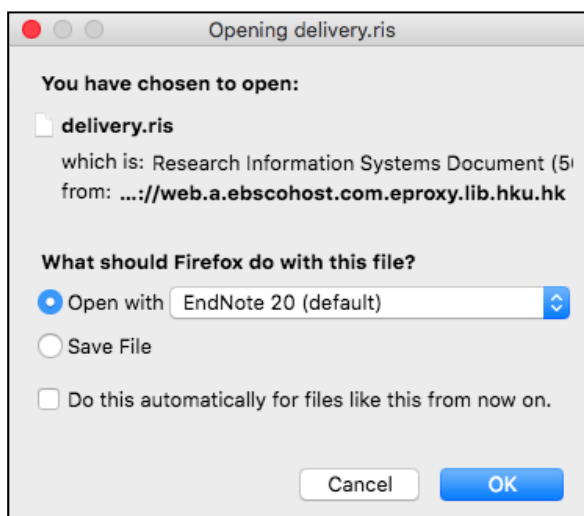 Opening delivery.ris
You have chosen to open:
delivery.ris
which is: Research Information Systems Document (5
from: ...://web.a.ebscohost.com.eproxy.lib.hku.hk
What should Firefox do with this file?
Open with EndNote 20 (default)
Save File
Do this automatically for files like this from now on.
Cancel OK